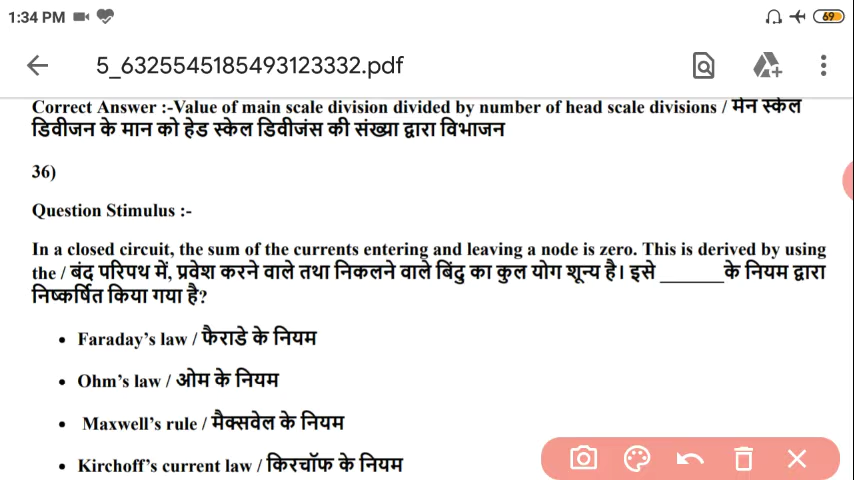 1:34 PM
69
5_6325545185493123332.pdf
Correct Answer :-Value of main scale division divided by number of head scale divisions / मेन स्केल
डिवीजन के मान को हेड स्केल डिवीजंस की संख्या द्वारा विभाजन
36)
Question Stimulus :-
In a closed circuit, the sum of the currents entering and leaving a node is zero. This is derived by using
the / बंद परिपथ में, प्रवेश करने वाले तथा निकलने वाले बिंदु का कुल योग शून्य है। इसे _______के नियम द्वारा
निष्कर्षित किया गया है?
• Faraday's law / फैराडे के नियम
• Ohm's law / ओम के नियम
• Maxwell's rule / मैक्सवेल के नियम
• Kirchoff's current law / किरचॉफ के नियम